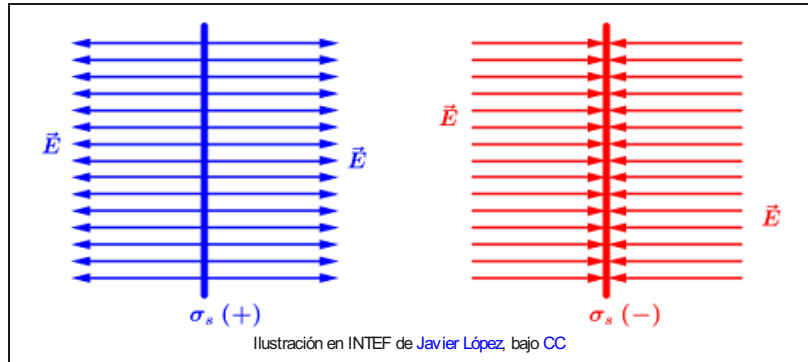 E⃗
E⃗
σₛ (+)
E⃗
E⃗
σₛ (−)
Ilustración en INTEF de Javier López, bajo CC